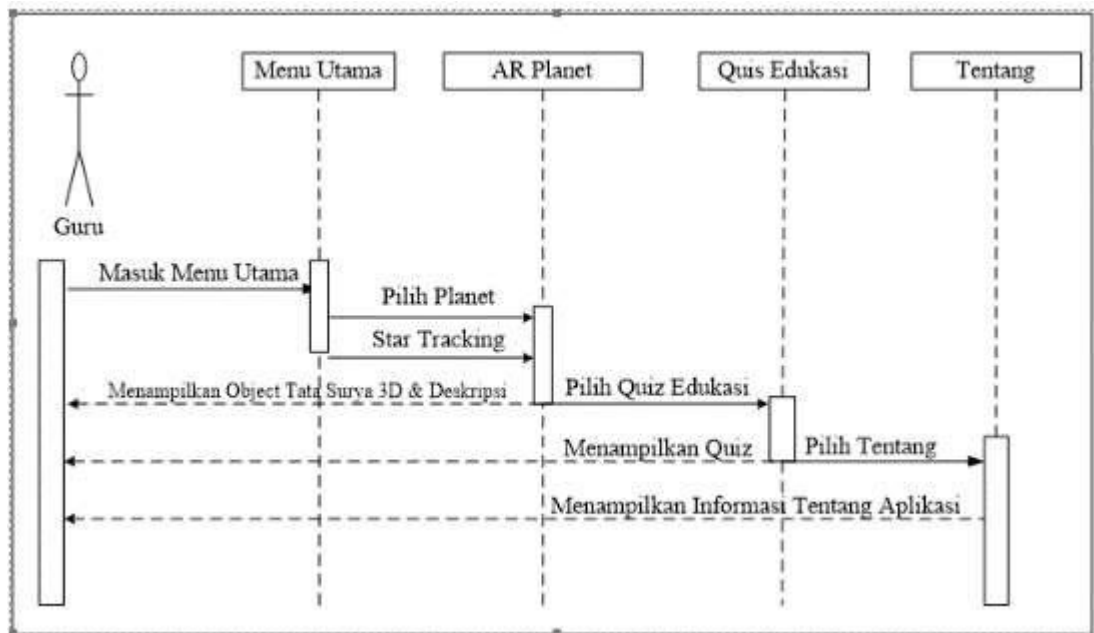 Menu Utama
AR Planet
Quis Edukasi
Tentang
Guru
Masuk Menu Utama
Pilih Planet
Star Tracking
Menampilkan Object Tata Surya 3D & Deskripsi
Pilih Quiz Edukasi
Menampilkan Quiz
Pilih Tentang
Menampilkan Informasi Tentang Aplikasi